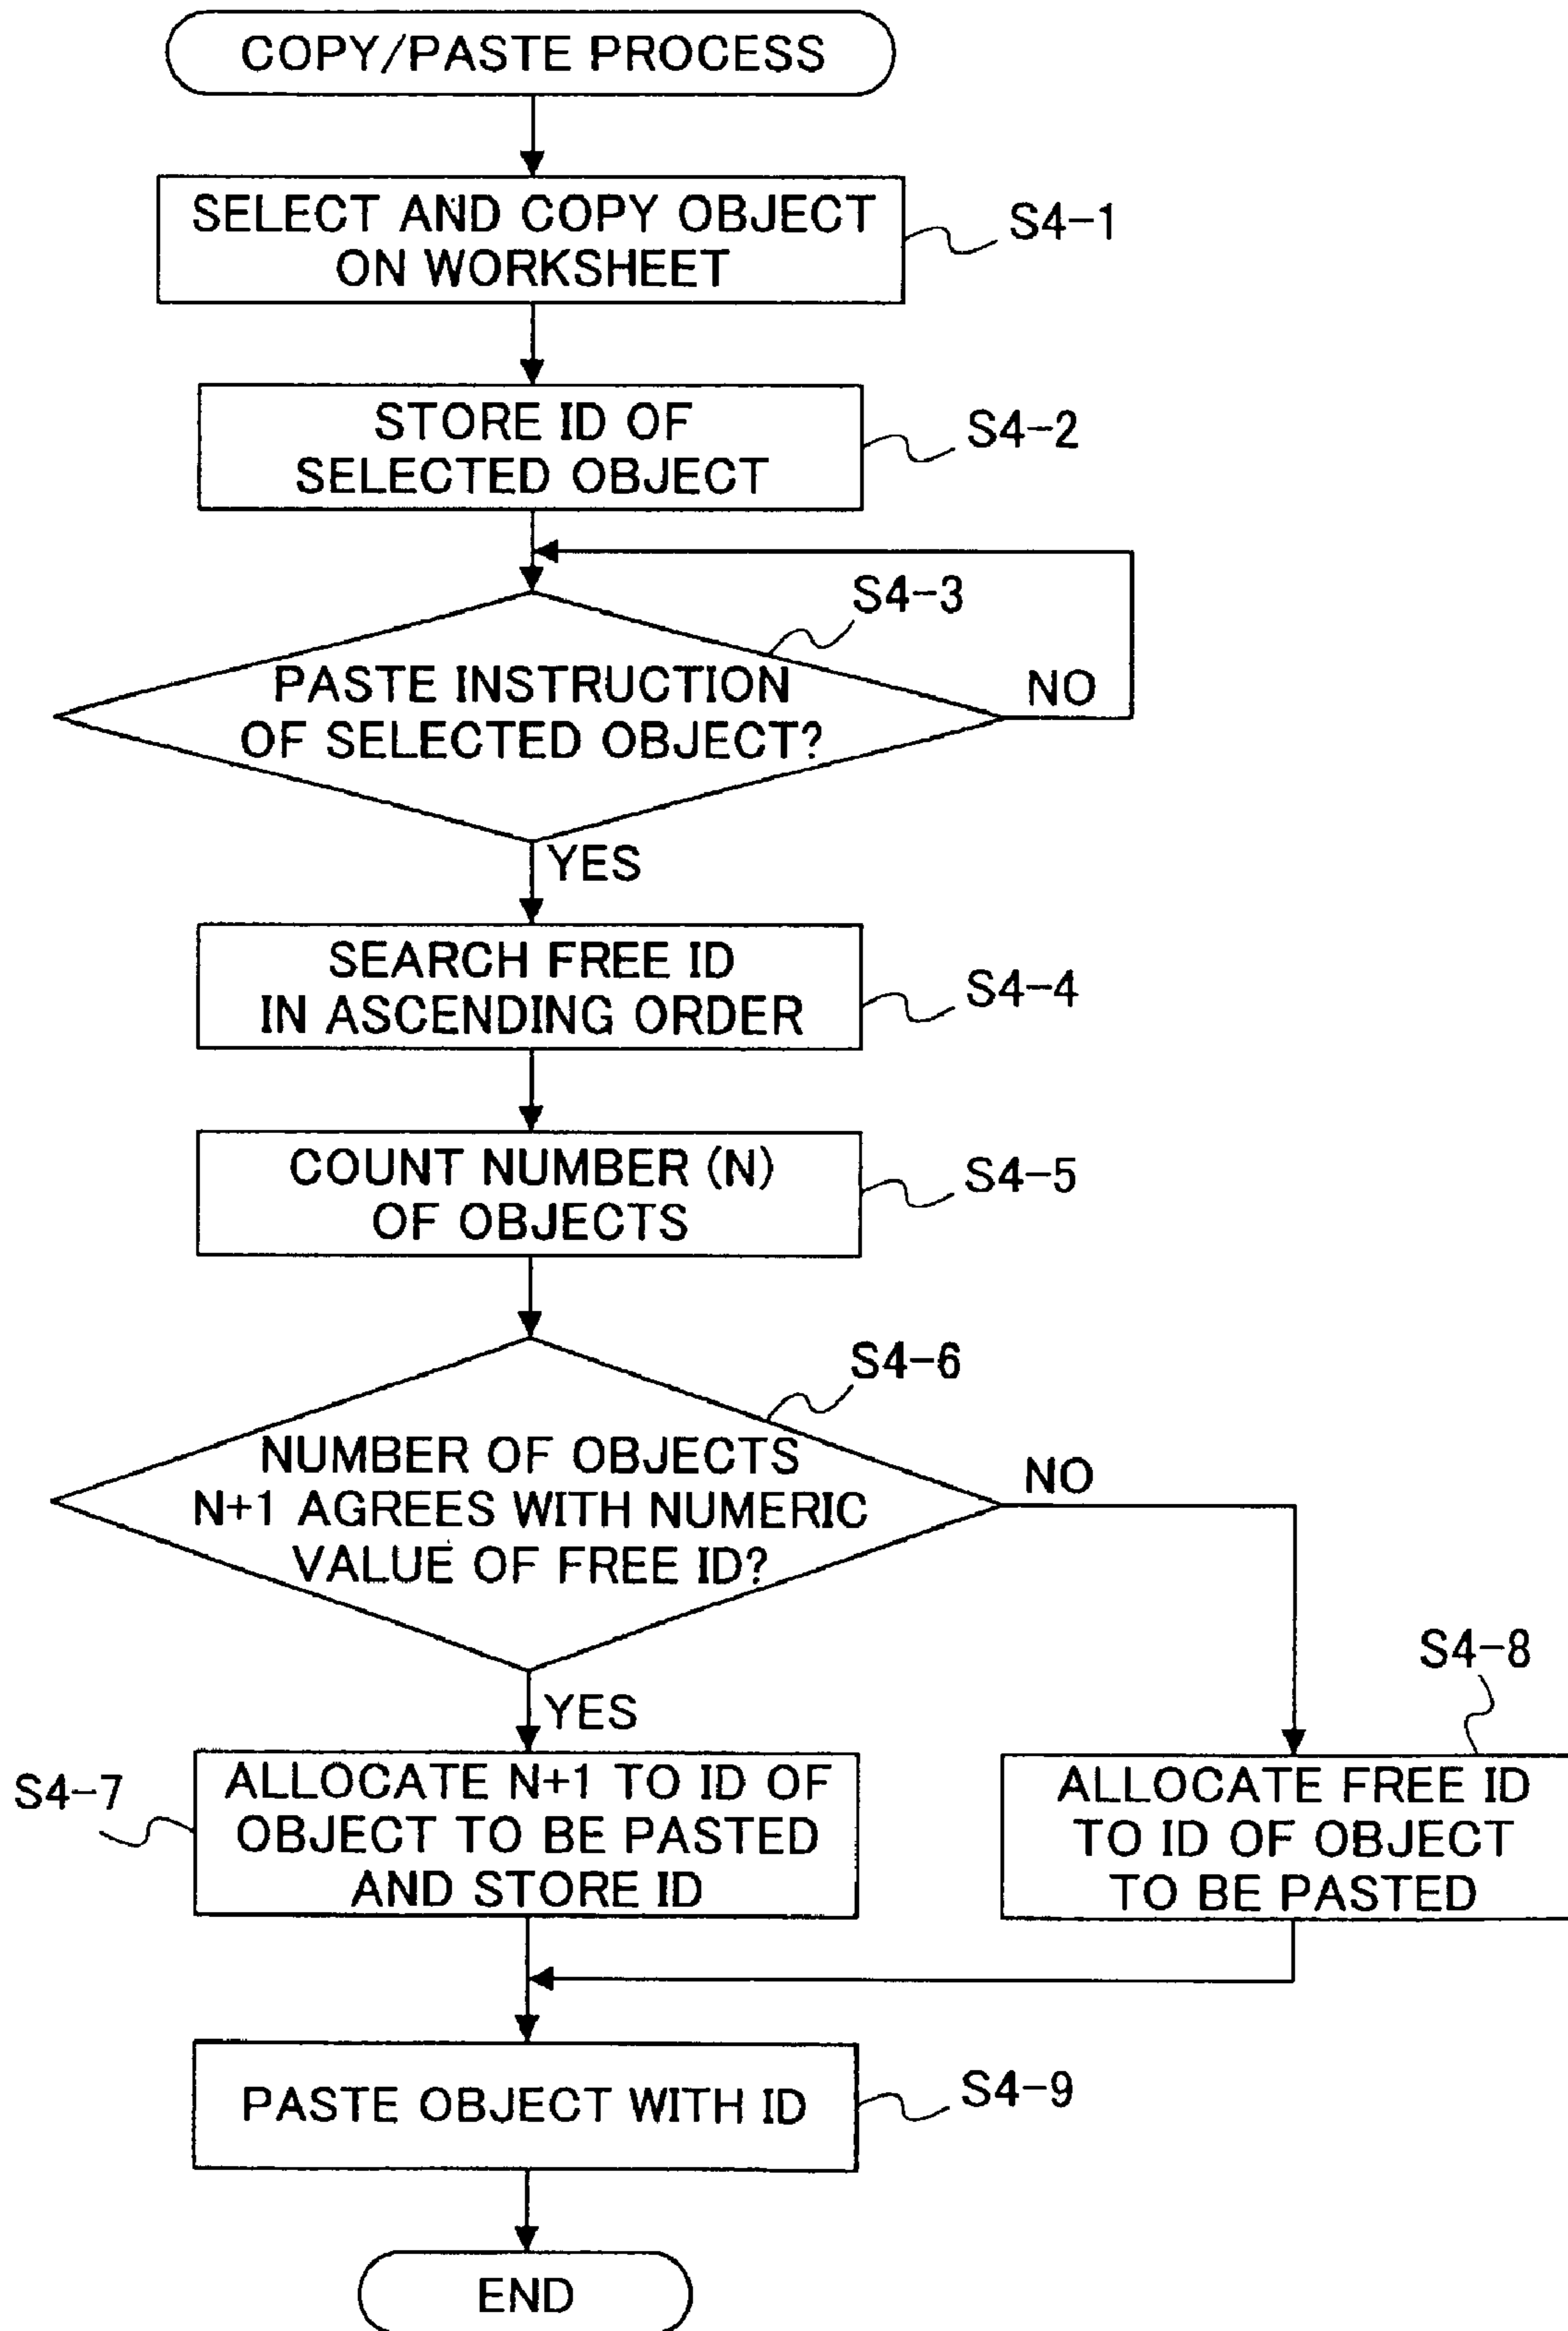 COPY/PASTE PROCESS
SELECT AND COPY OBJECT
ON WORKSHEET
S4-1
STORE ID OF
SELECTED OBJECT
S4-2
S4-3
PASTE INSTRUCTION
OF SELECTED OBJECT?
NO
YES
SEARCH FREE ID
IN ASCENDING ORDER
S4-4
COUNT NUMBER (N)
OF OBJECTS
S4-5
S4-6
NUMBER OF OBJECTS
N+1 AGREES WITH NUMERIC
VALUE OF FREE ID?
NO
YES
S4-7
ALLOCATE N+1 TO ID OF
OBJECT TO BE PASTED
AND STORE ID
S4-8
ALLOCATE FREE ID
TO ID OF OBJECT
TO BE PASTED
PASTE OBJECT WITH ID
S4-9
END